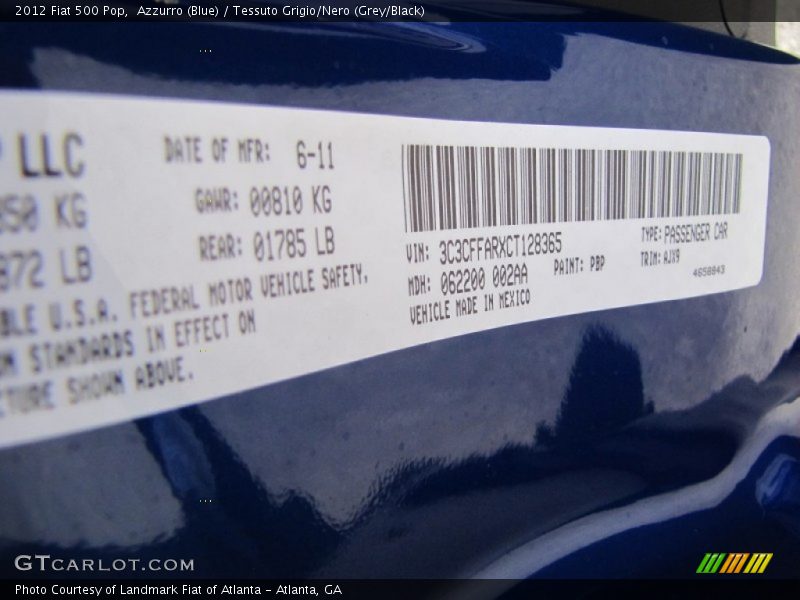 2012 Fiat 500 Pop,  Azzurro (Blue) / Tessuto Grigio/Nero (Grey/Black)
LLC
DATE OF MFR: 6-11
GAWR: 00810 KG
KG
REAR: 01785 LB
LB
U.S.A. FEDERAL MOTOR VEHICLE SAFETY.
STANDARDS IN EFFECT ON
SHOWN ABOVE.
VIN: 3C3CFFARXCT128365
TYPE: PASSENGER CAR
MDH: 062200 002AA
PAINT: PBP
TRIM: AJX9
VEHICLE MADE IN MEXICO
4658843
GTCARLOT.COM
Photo Courtesy of Landmark Fiat of Atlanta - Atlanta, GA